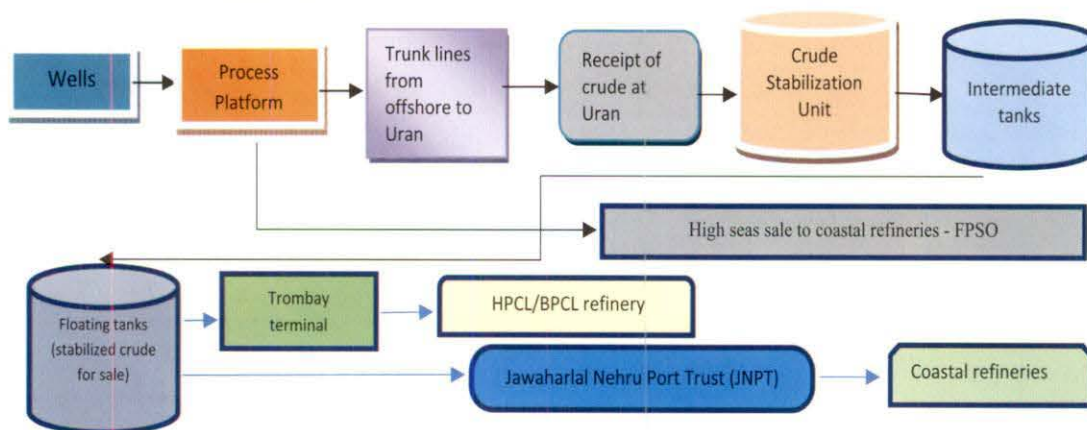 Wells
Process
Platform
Trunk lines
from
offshore to
Uran
Receipt of
crude at
Uran
Crude
Stabilization
Unit
Intermediate
tanks
High seas sale to coastal refineries - FPSO
Floating tanks
(stabilized crude
for sale)
Trombay
terminal
HPCL/BPCL refinery
Jawaharlal Nehru Port Trust (JNPT)
Coastal refineries